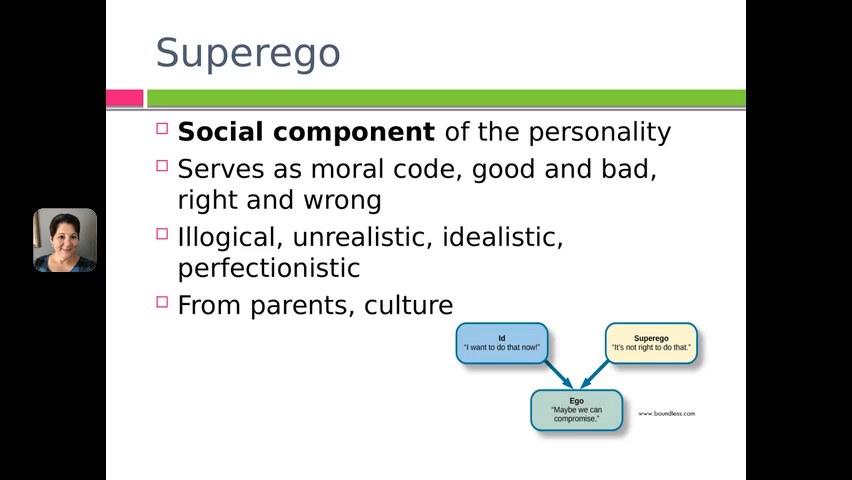 Superego
Social component of the personality
Serves as moral code, good and bad,
right and wrong
Illogical, unrealistic, idealistic,
perfectionistic
From parents, culture
Id
“I want to do that now!”
Superego
“It’s not right to do that.”
Ego
“Maybe we can
compromise.”
www.boundless.com